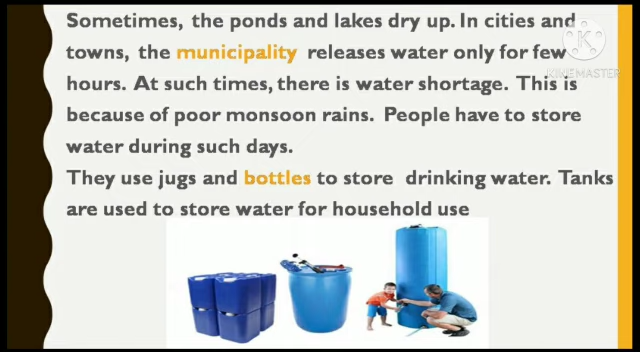 Sometimes, the ponds and lakes dry up. In cities and
towns, the municipality releases water only for few
hours. At such times, there is water shortage. This is
because of poor monsoon rains. People have to store
water during such days.
They use jugs and bottles to store drinking water. Tanks
are used to store water for household use
K
KINEMASTER